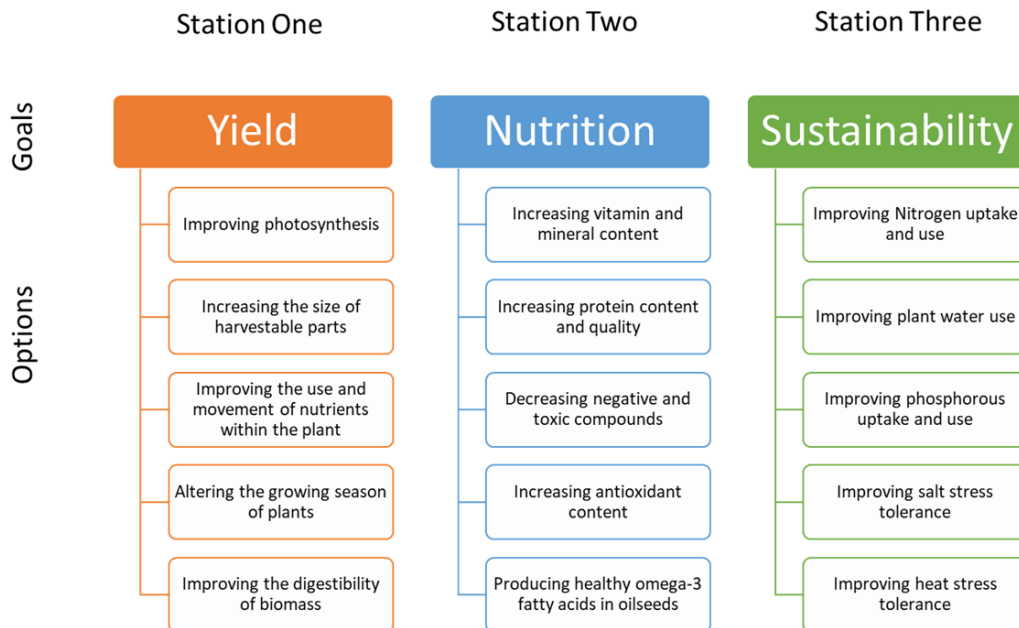 Station One
Station Two
Station Three
Goals
Yield
Nutrition
Sustainability
Options
Improving photosynthesis
Increasing the size of
harvestable parts
Improving the use and
movement of nutrients
within the plant
Altering the growing season
of plants
Improving the digestibility
of biomass
Increasing vitamin and
mineral content
Increasing protein content
and quality
Decreasing negative and
toxic compounds
Increasing antioxidant
content
Producing healthy omega-3
fatty acids in oilseeds
Improving Nitrogen uptake
and use
Improving plant water use
Improving phosphorous
uptake and use
Improving salt stress
tolerance
Improving heat stress
tolerance